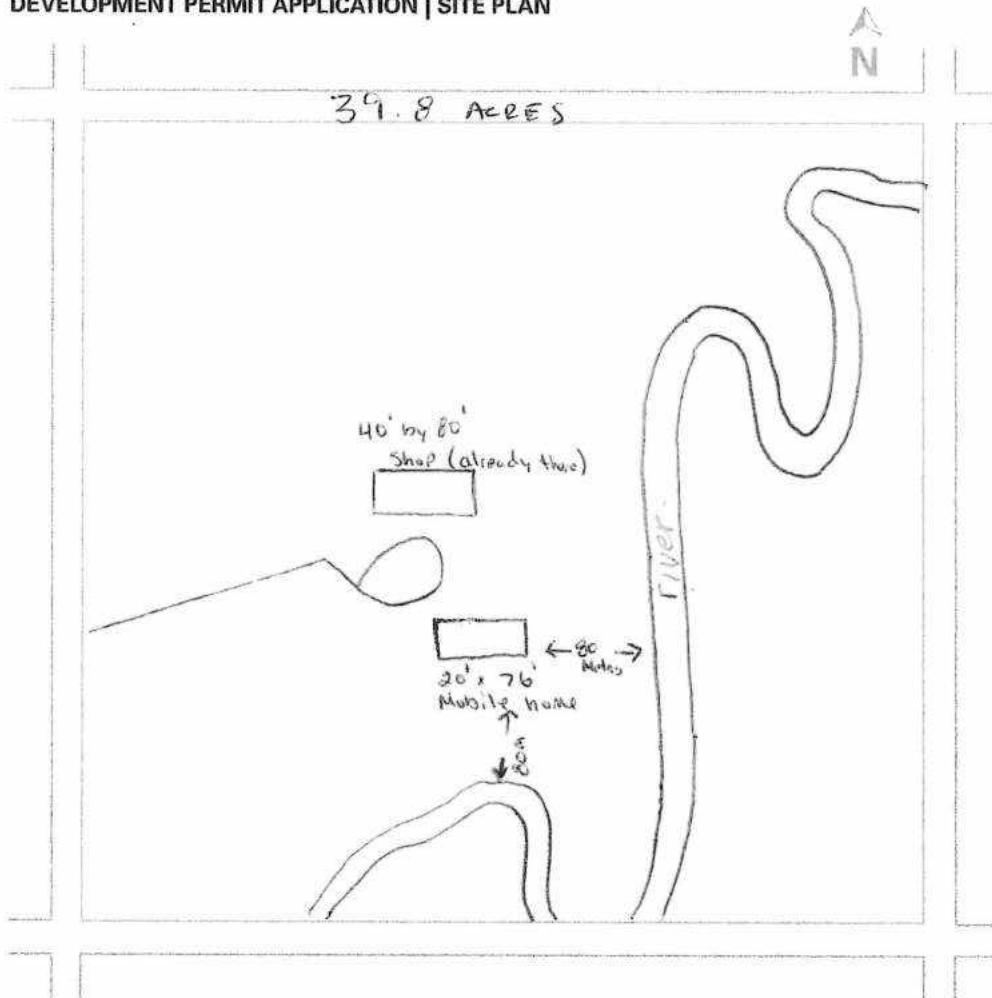 DEVELOPMENT PERMIT APPLICATION | SITE PLAN
N
39.8 ACRES
40' by 80'
Shop (already there)
river
80
Metres
20' x 76'
Mobile home
80m